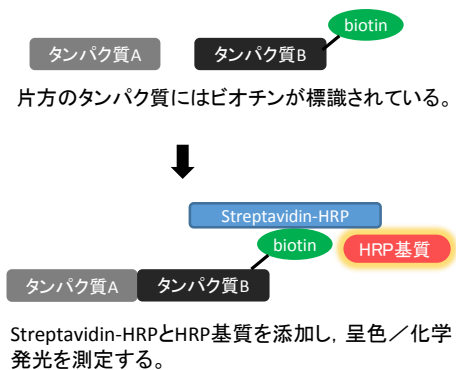 biotin
タンパク質A
タンパク質B
片方のタンパク質にはビオチンが標識されている。
Streptavidin-HRP
biotin
HRP基質
タンパク質A
タンパク質B
Streptavidin-HRPとHRP基質を添加し，呈色／化学
発光を測定する。